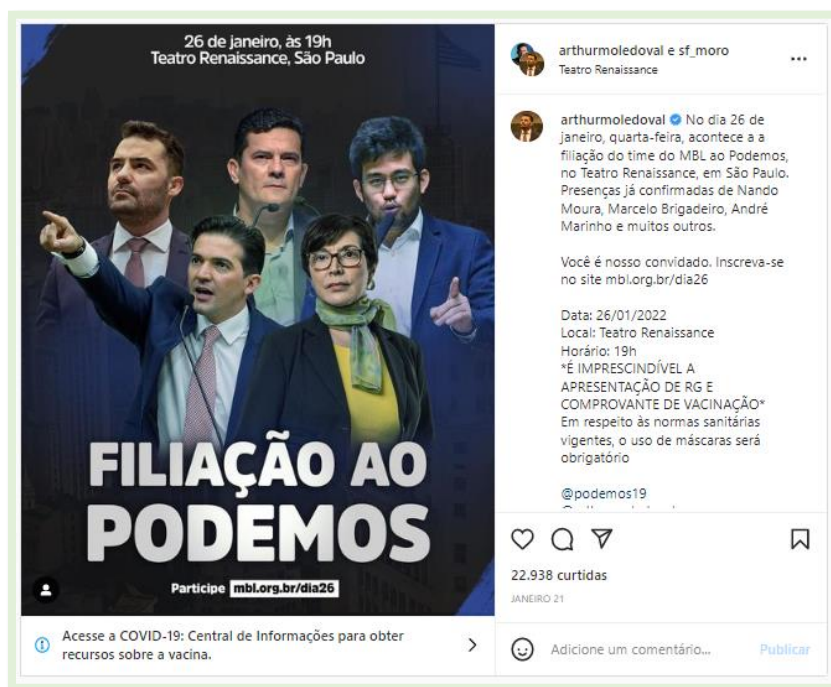 26 de janeiro, às 19h
Teatro Renaissance, São Paulo
FILIAÇÃO AO
PODEMOS
Participe mbl.org.br/dia26
Acesse a COVID-19: Central de Informações para obter
recursos sobre a vacina.
arthurmoledoval e sf_moro
Teatro Renaissance
arthurmoledoval No dia 26 de
janeiro, quarta-feira, acontece a a
filiação do time do MBL ao Podemos,
no Teatro Renaissance, em São Paulo.
Presenças já confirmadas de Nando
Moura, Marcelo Brigadeiro, André
Marinho e muitos outros.
Você é nosso convidado. Inscreva-se
no site mbl.org.br/dia26
Data: 26/01/2022
Local: Teatro Renaissance
Horário: 19h
*É IMPRESCINDÍVEL A
APRESENTAÇÃO DE RG E
COMPROVANTE DE VACINAÇÃO*
Em respeito às normas sanitárias
vigentes, o uso de máscaras será
obrigatório
@podemos19
22.938 curtidas
JANEIRO 21
Adicione um comentário...
Publicar